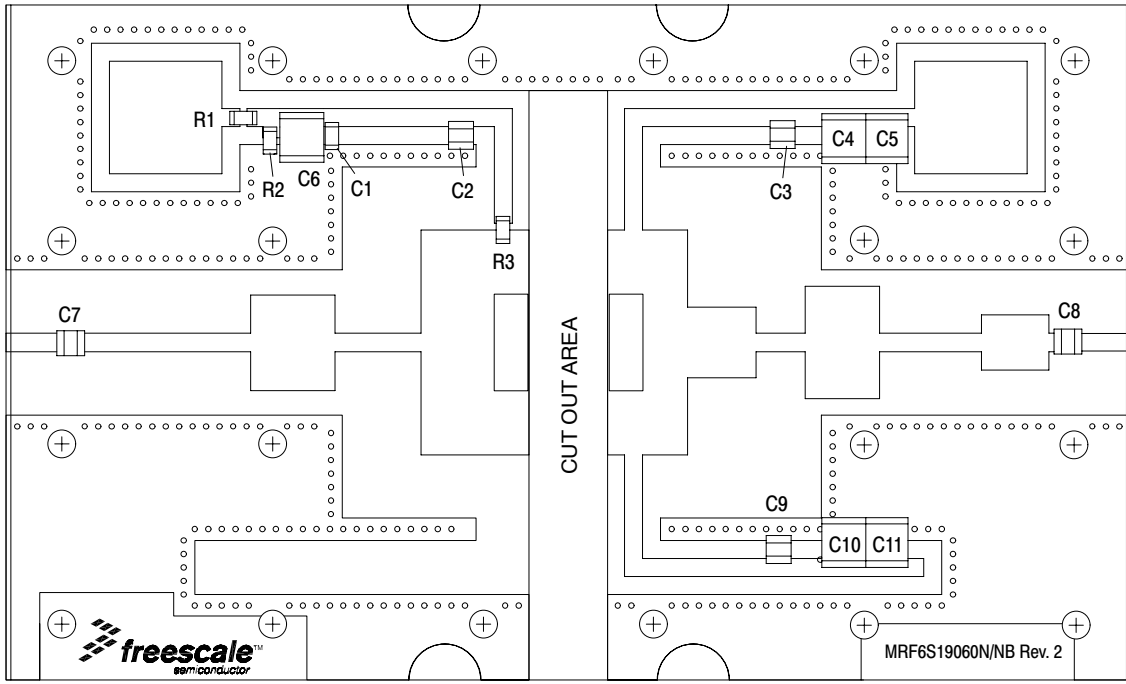 R1
R2
C6
C1
C2
C3
C4
C5
R3
C7
C8
CUT OUT AREA
C9
C10
C11
freescale™
semiconductor
MRF6S19060N/NB Rev. 2